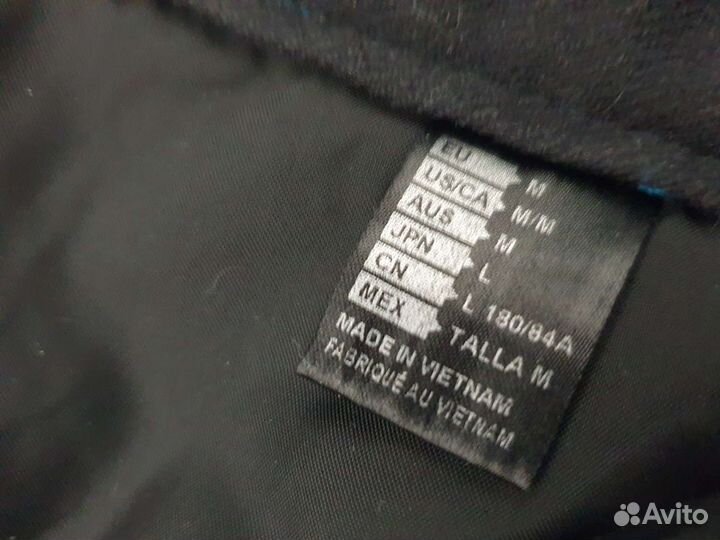 EU M
US/CA M/M
AUS M
JPN L
CN L 180/84A
MEX TALLA M
MADE IN VIETNAM
FABRIQUÉ AU VIETNAM
Avito